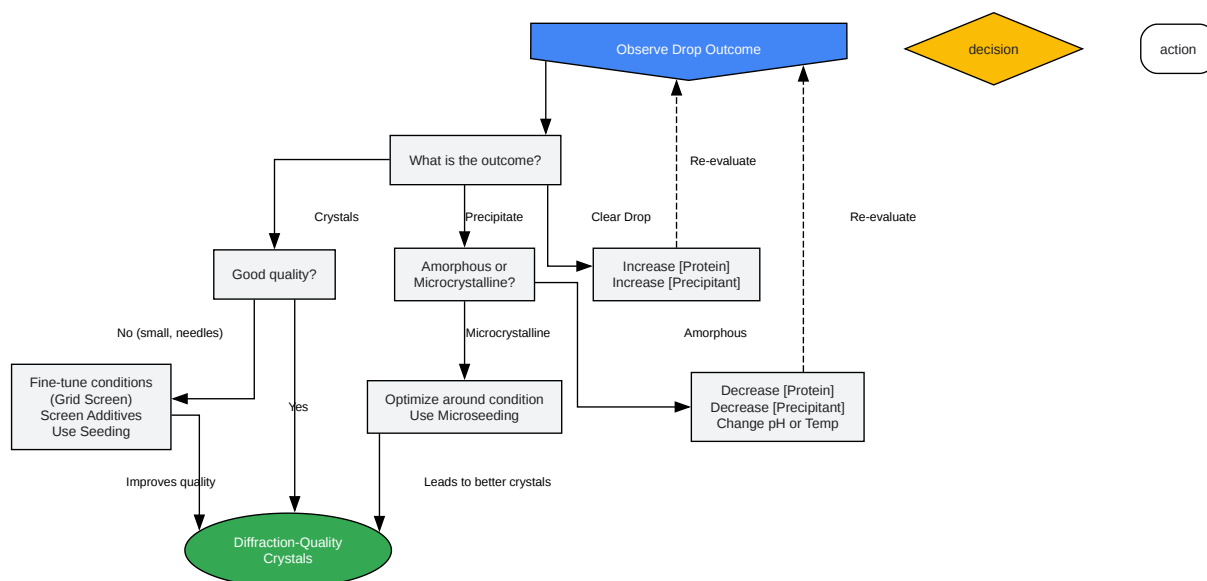 Observe Drop Outcome
decision
action
What is the outcome?
Re-evaluate
Crystals
Precipitate
Clear Drop
Re-evaluate
Good quality?
Amorphous or
Microcrystalline?
Increase [Protein]
Increase [Precipitant]
No (small, needles)
Microcrystalline
Amorphous
Fine-tune conditions
(Grid Screen)
Screen Additives
Use Seeding
Yes
Optimize around condition
Use Microseeding
Decrease [Protein]
Decrease [Precipitant]
Change pH or Temp
Improves quality
Leads to better crystals
Diffraction-Quality
Crystals